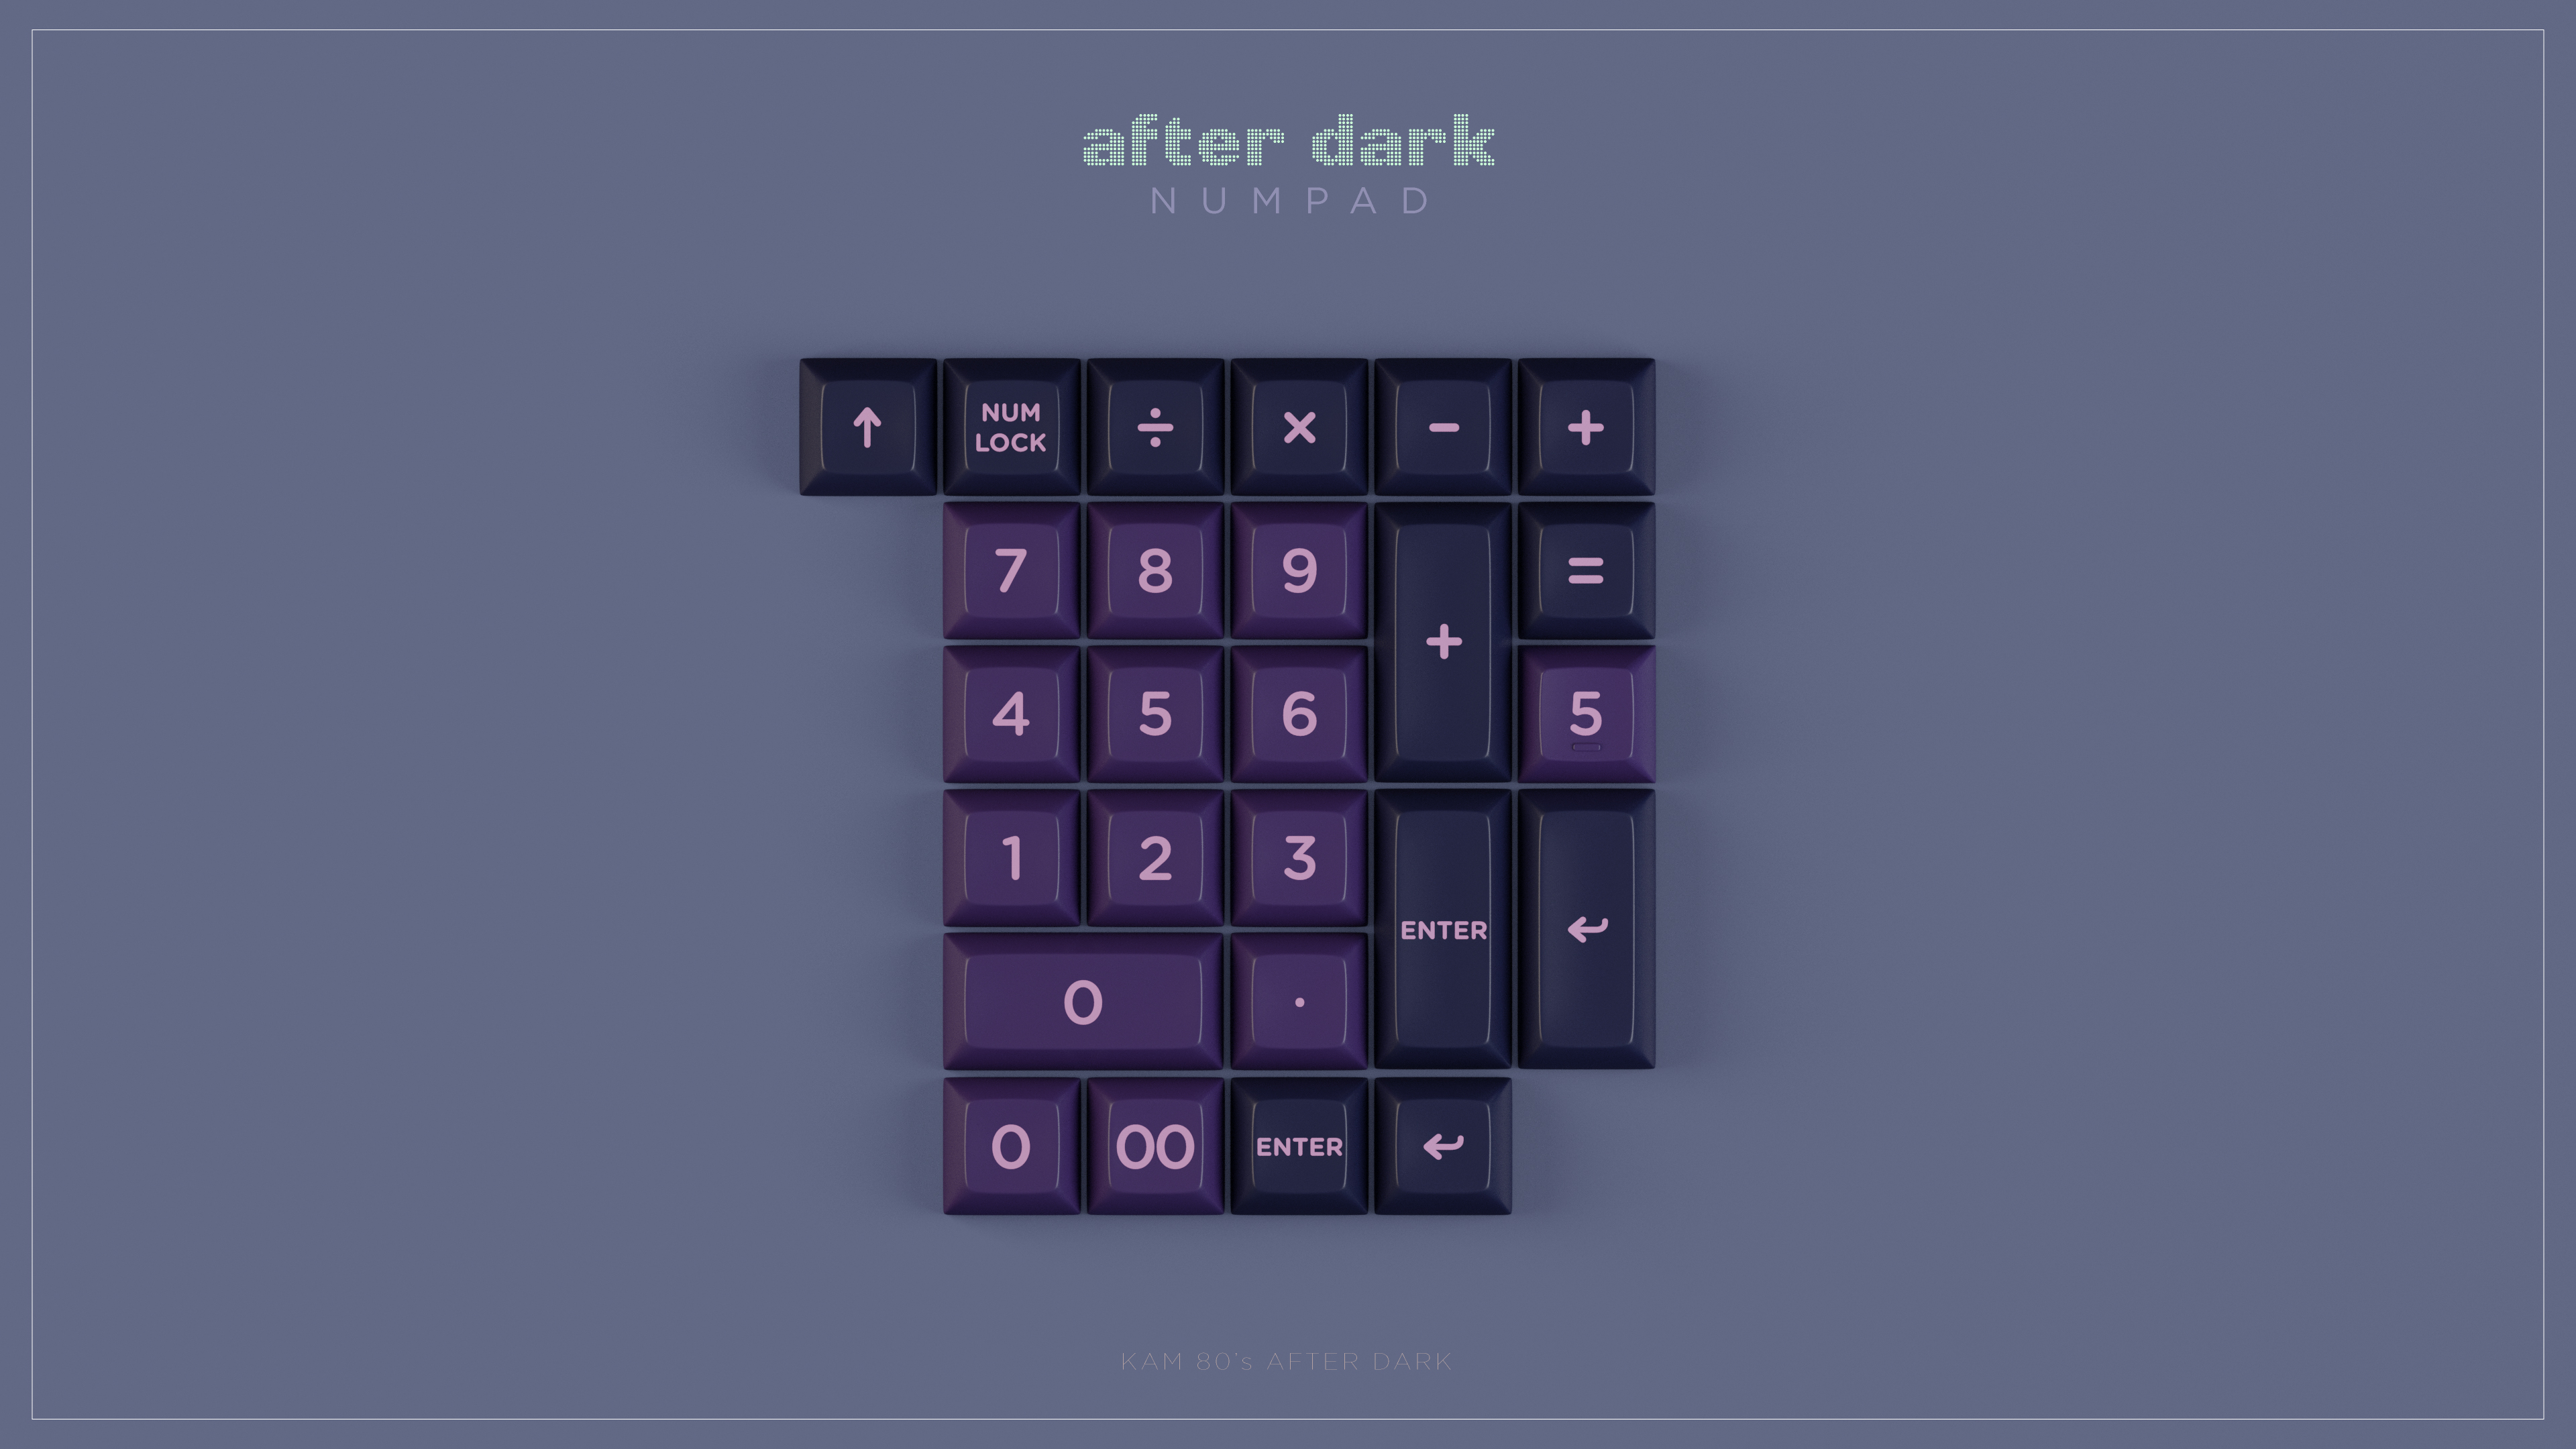 after dark
NUMPAD
↑ NUM LOCK ÷ × - +
7 8 9 + =
4 5 6 5
1 2 3 ENTER ↩
0 .
0 00 ENTER ↩
KAM 80's AFTER DARK